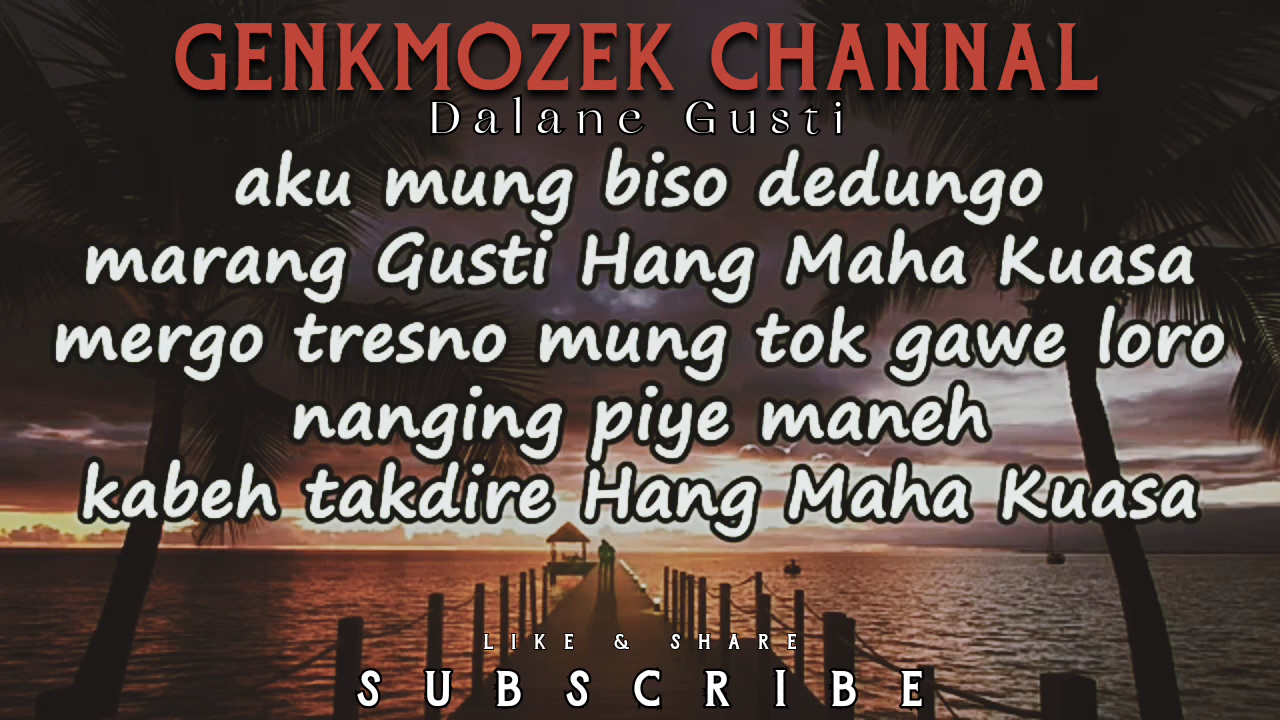 GENKMOZEK CHANNAL
Dalane Gusti
aku mung biso dedungo
marang Gusti Hang Maha Kuasa
mergo tresno mung tok gawe loro
nanging piye maneh
kabeh takdire Hang Maha Kuasa
LIKE & SHARE
SUBSCRIBE